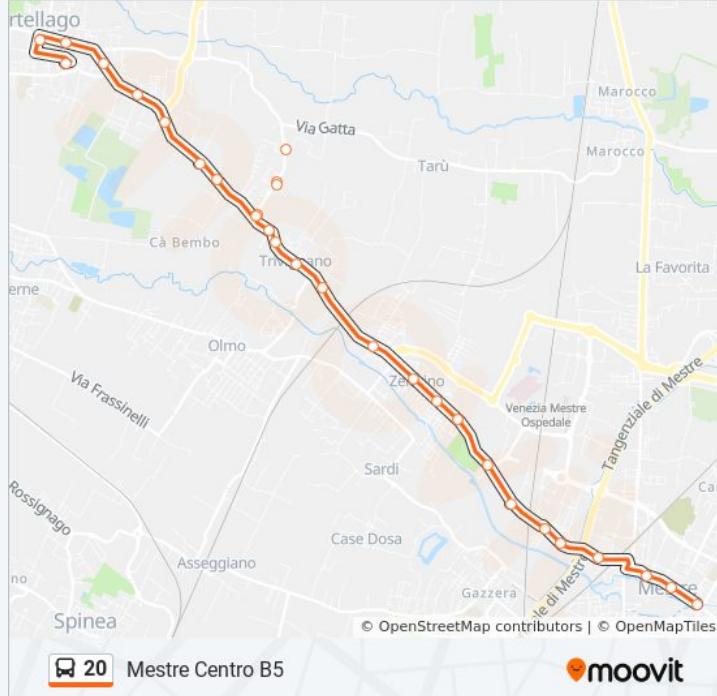 rtellago
Marocco
Via Gatta
Marocco
Tarù
Cà Bembo
Trivignano
La Favorita
erne
Olmo
Zelarino
Via Frassinelli
Venezia Mestre
Ospedale
Tangenziale di Mestre
Sardi
Rossignago
Case Dosa
Asseggiano
no
Gazzera
Mestre
Spinea
© OpenStreetMap contributors | © OpenMapTiles
20 Mestre Centro B5
moovit